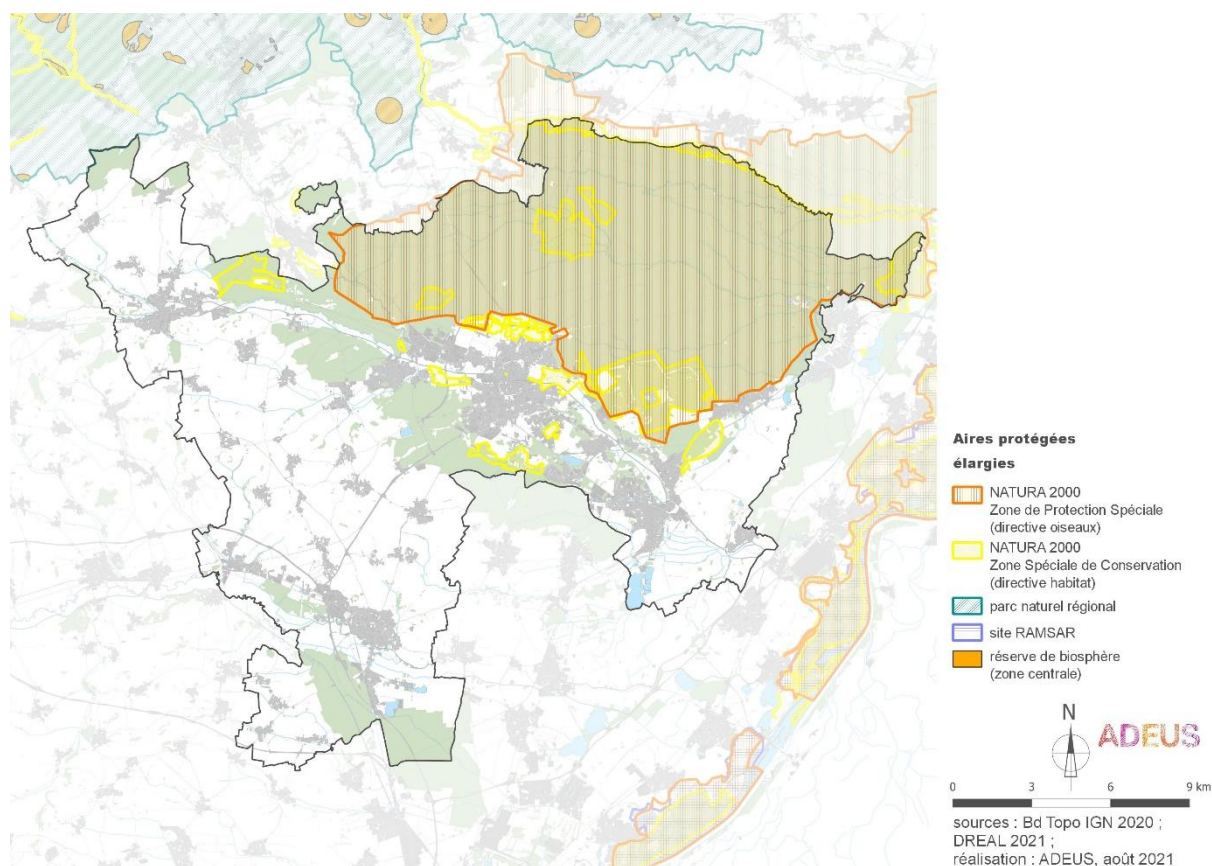 Aires protégées
élargies
NATURA 2000
Zone de Protection Spéciale
(directive oiseaux)
NATURA 2000
Zone Spéciale de Conservation
(directive habitat)
parc naturel régional
site RAMSAR
réserve de biosphère
(zone centrale)
N
ADEUS
0 3 6 9 km
sources : Bd Topo IGN 2020 ;
DREAL 2021 ;
réalisation : ADEUS, août 2021